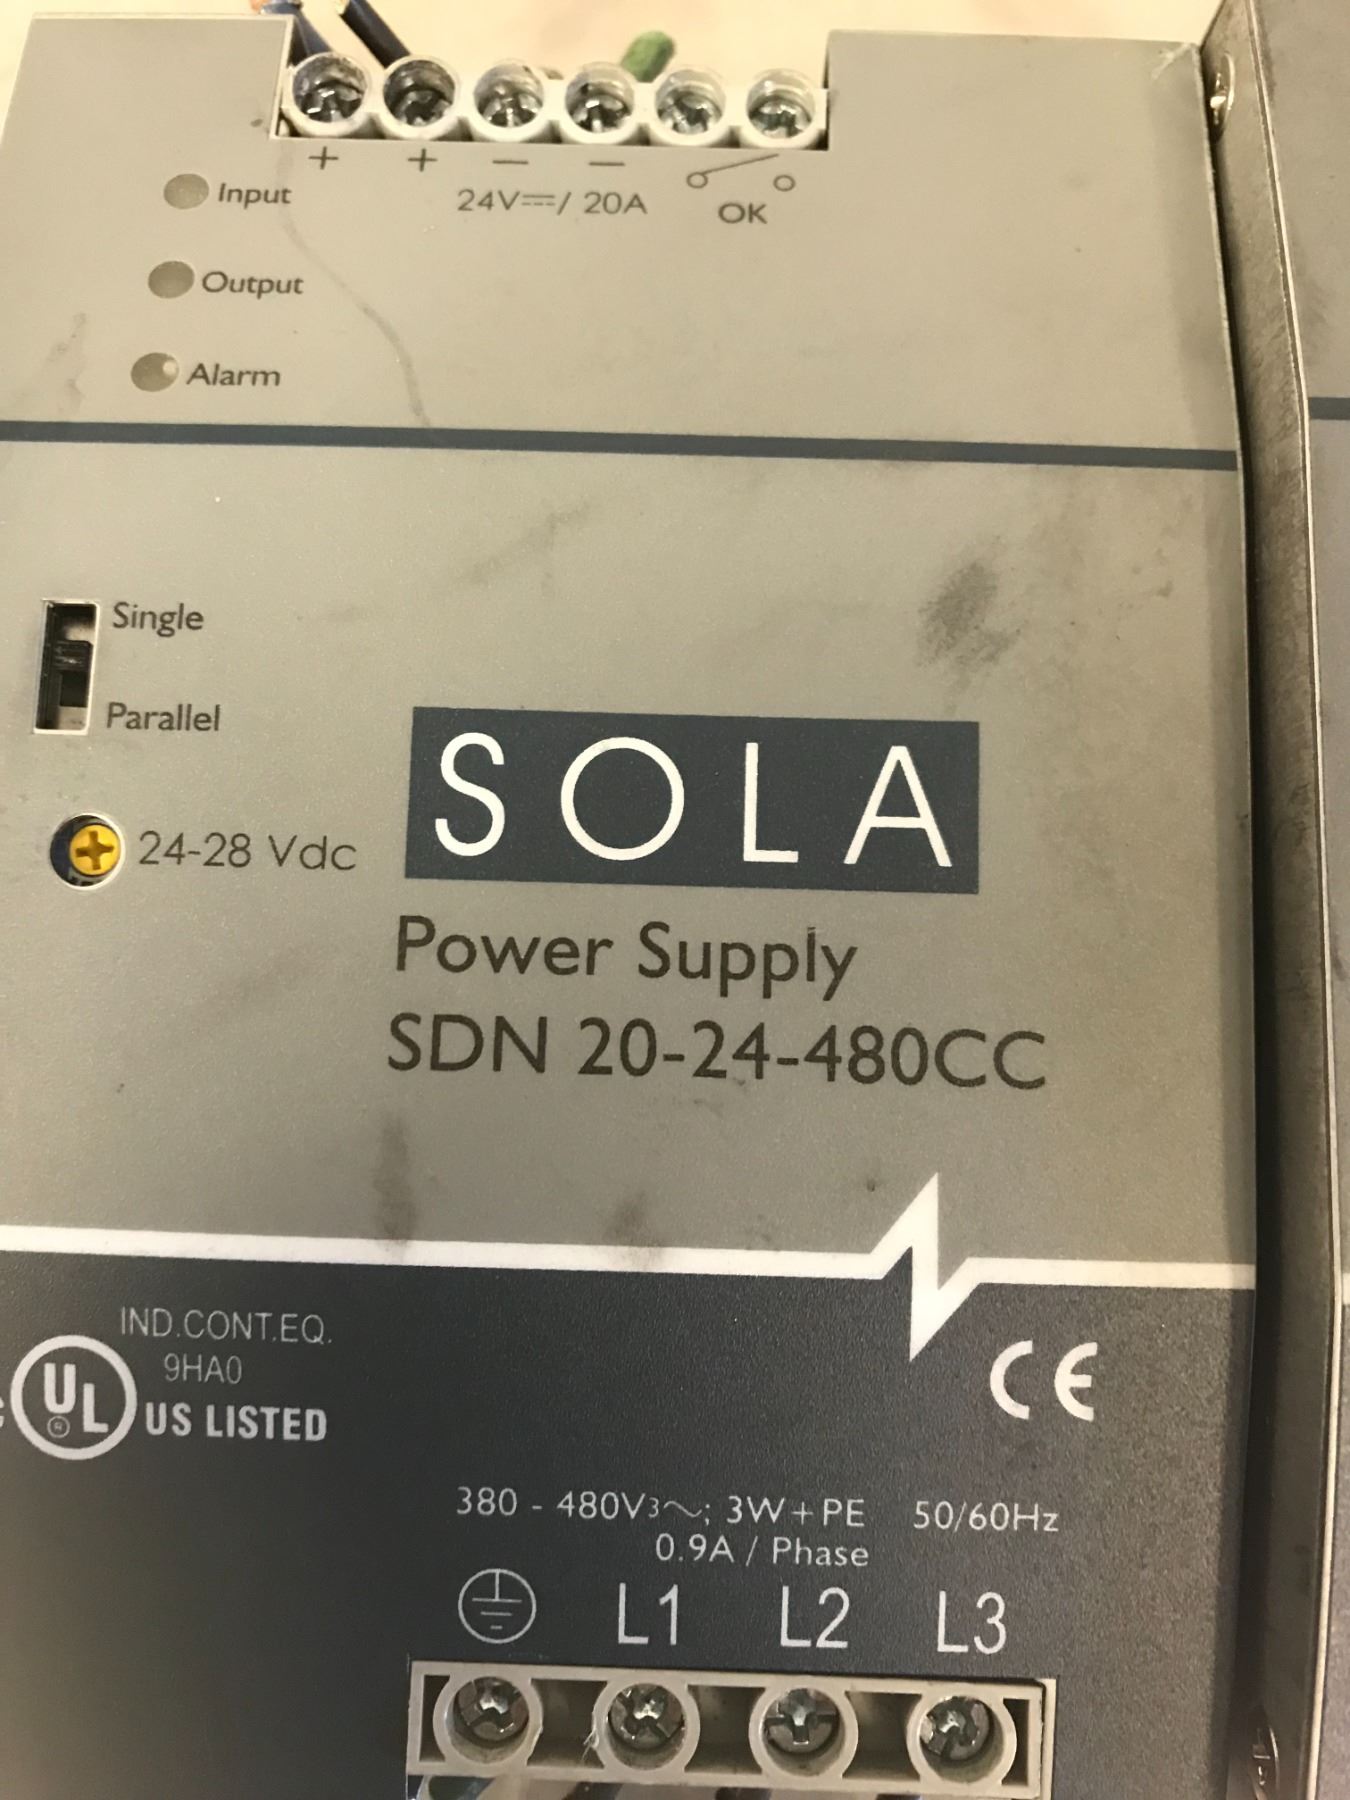 + + − −
24V⎓/ 20A
OK
Input
Output
Alarm
Single
Parallel
24-28 Vdc
SOLA
Power Supply
SDN 20-24-480CC
IND.CONT.EQ.
9HA0
c UL ® US LISTED
CE
380 - 480V3~; 3W+PE 50/60Hz
0.9A / Phase
L1 L2 L3